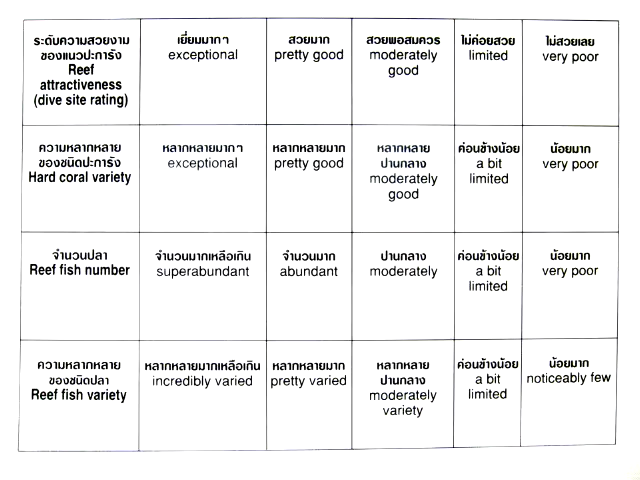 ระดับความสวยงาม
ของแนวปะการัง
Reef
attractiveness
(dive site rating)
เยี่ยมมากๆ
exceptional
สวยมาก
pretty good
สวยพอสมควร
moderately
good
ไม่ค่อยสวย
limited
ไม่สวยเลย
very poor
ความหลากหลาย
ของชนิดปะการัง
Hard coral variety
หลากหลายมากๆ
exceptional
หลากหลายมาก
pretty good
หลากหลาย
ปานกลาง
moderately
good
ค่อนข้างน้อย
a bit
limited
น้อยมาก
very poor
จำนวนปลา
Reef fish number
จำนวนมากเหลือเกิน
superabundant
จำนวนมาก
abundant
ปานกลาง
moderately
ค่อนข้างน้อย
a bit
limited
น้อยมาก
very poor
ความหลากหลาย
ของชนิดปลา
Reef fish variety
หลากหลายมากเหลือเกิน
incredibly varied
หลากหลายมาก
pretty varied
หลากหลาย
ปานกลาง
moderately
variety
ค่อนข้างน้อย
a bit
limited
น้อยมาก
noticeably few